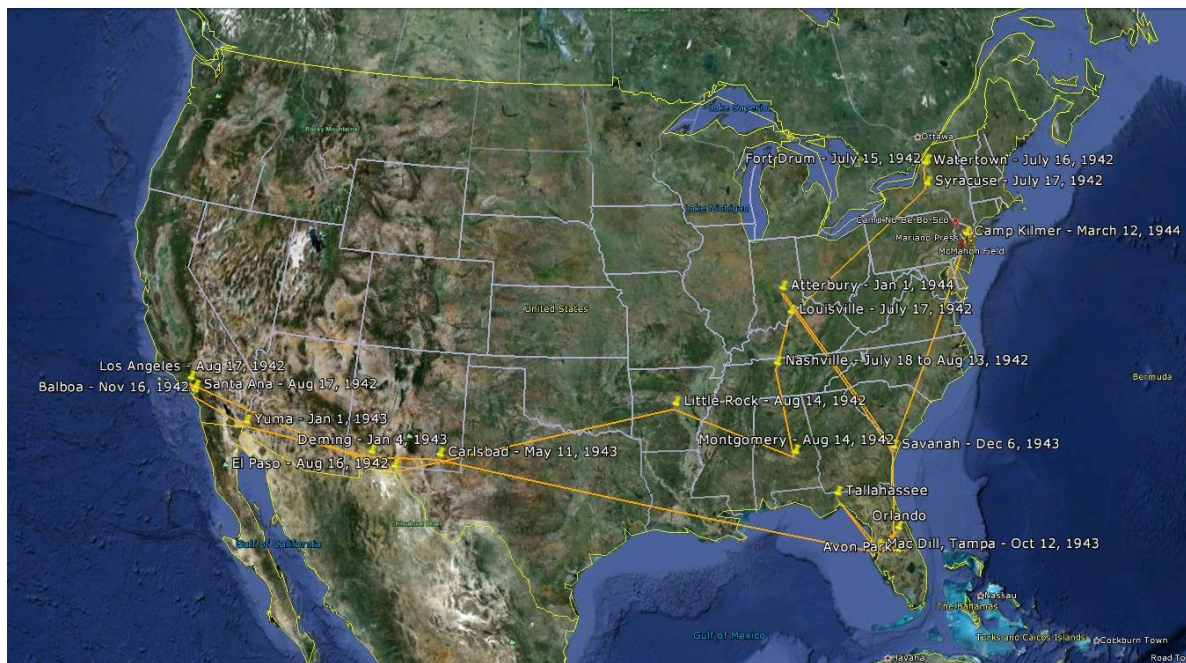 Lake Superior
Ottawa
Fort Drum - July 15, 1942
Watertown - July 16, 1942
Rocky Mountains
Syracuse - July 17, 1942
Lake Michigan
Camp No-Be-Bo-Sco
Camp Kilmer - March 12, 1944
Mariano Press
McMahon Field
Atterbury - Jan 1, 1944
United States
Louisville - July 17, 1942
Nashville - July 18 to Aug 13, 1942
Los Angeles - Aug 17, 1942
Santa Ana - Aug 17, 1942
Balboa - Nov 16, 1942
Bermuda
Little Rock - Aug 14, 1942
Yuma - Jan 1, 1943
Deming - Jan 4, 1943
Montgomery - Aug 14, 1942
Savanah - Dec 6, 1943
Carlsbad - May 11, 1943
El Paso - Aug 16, 1942
Tallahassee
Orlando
Chihuahuan Desert
Gulf of California
Avon Park
Mac Dill, Tampa - Oct 12, 1943
Nassau
The Bahamas
Gulf of Mexico
Turks and Caicos Islands
Cockburn Town
Havana
Road To